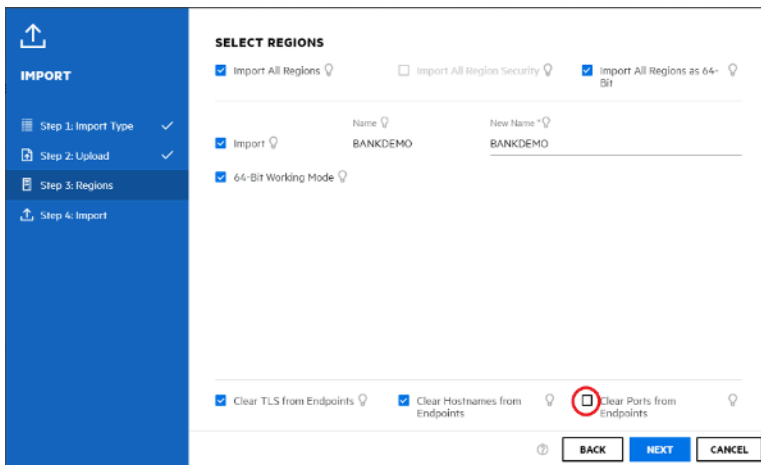 IMPORT
Step 1: Import Type
Step 2: Upload
Step 3: Regions
Step 4: Import
SELECT REGIONS
Import All Regions
Import All Region Security
Import All Regions as 64-
Bit
Name
New Name *
Import
BANKDEMO
BANKDEMO
64-Bit Working Mode
Clear TLS from Endpoints
Clear Hostnames from
Endpoints
Clear Ports from
Endpoints
?
BACK
NEXT
CANCEL